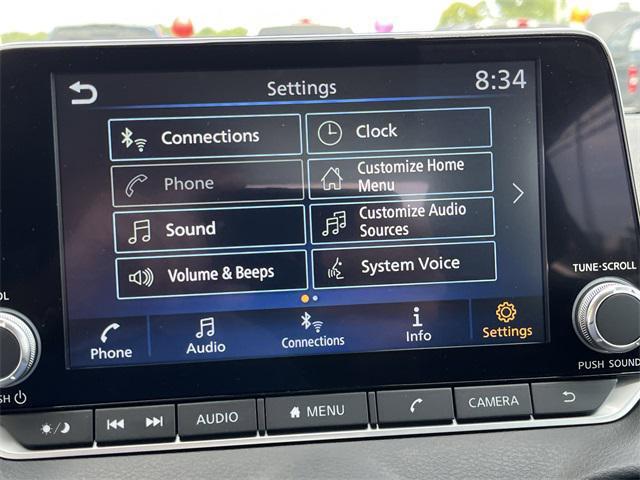 Settings
8:34
Connections
Clock
Phone
Customize Home
Menu
Sound
Customize Audio
Sources
Volume & Beeps
System Voice
Phone
Audio
Connections
Info
Settings
TUNE·SCROLL
PUSH SOUND
AUDIO
MENU
CAMERA